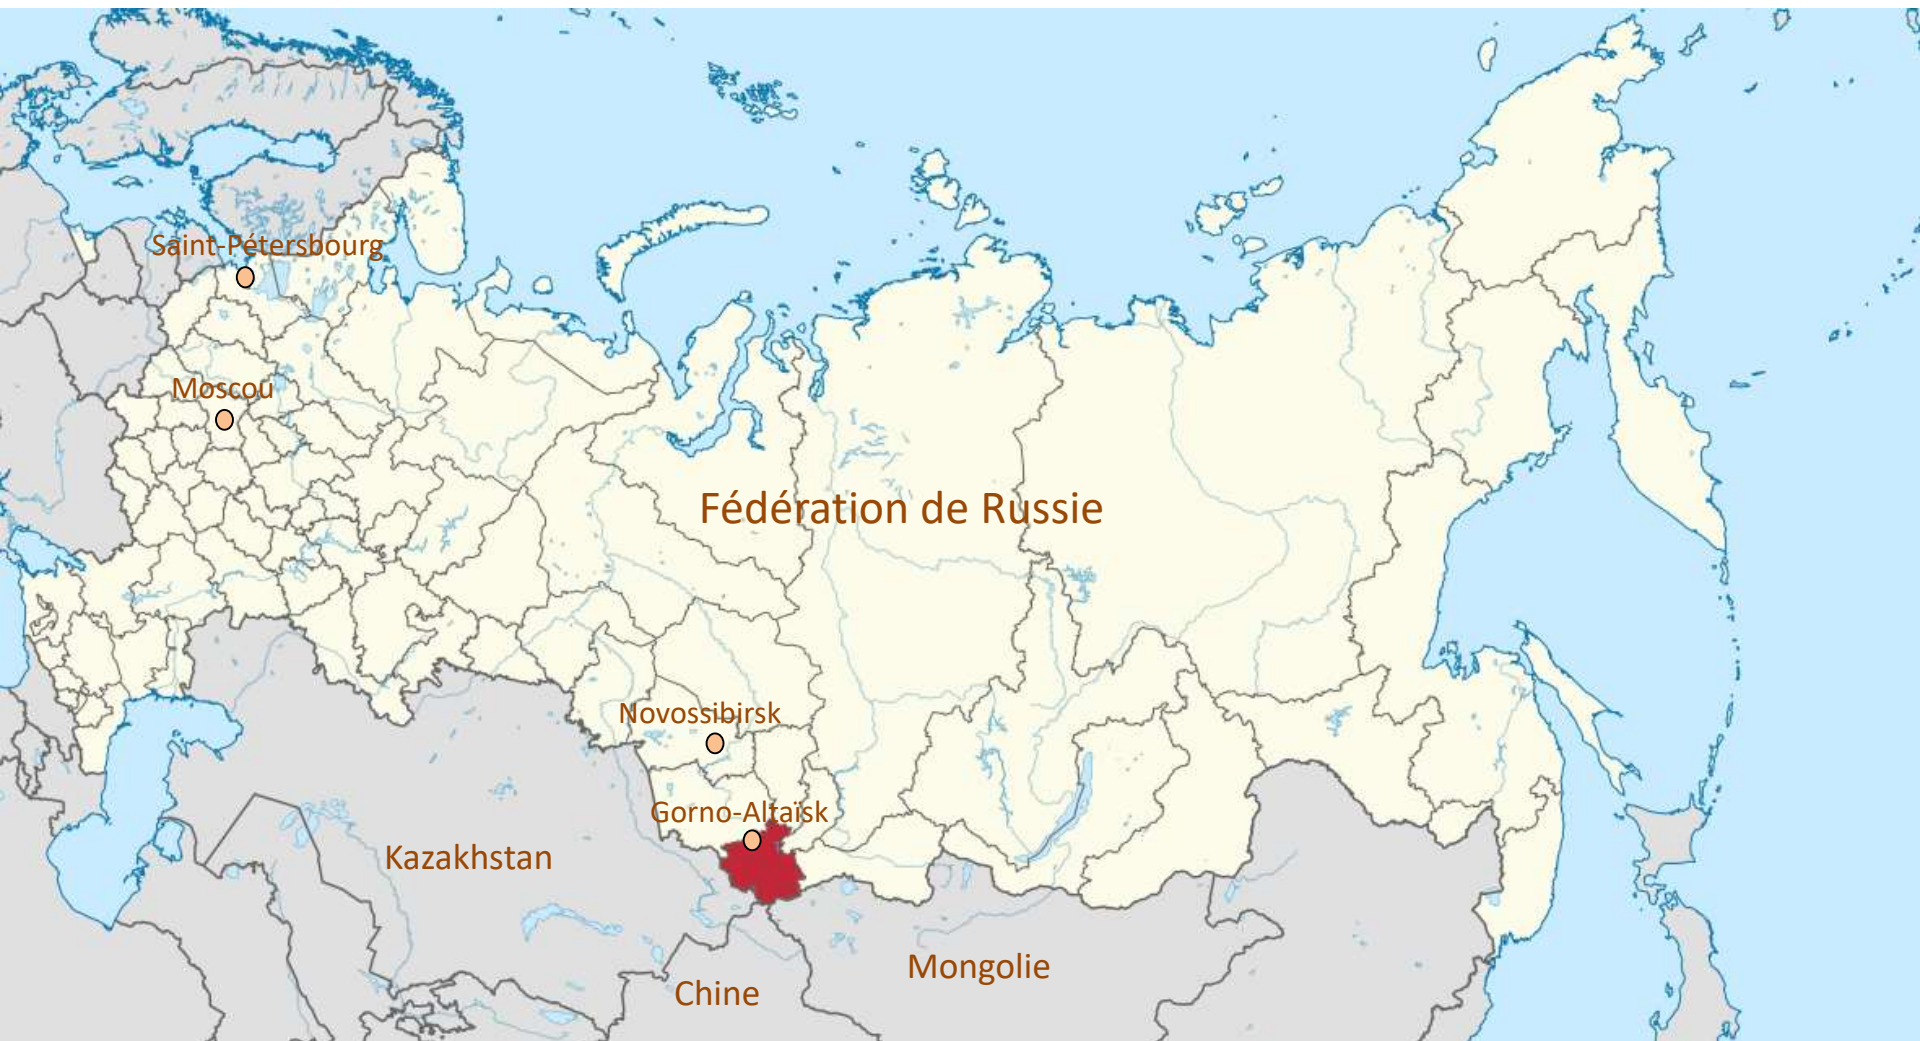 Saint-Pétersbourg
Moscou
Fédération de Russie
Novossibirsk
Gorno-Altaïsk
Kazakhstan
Mongolie
Chine